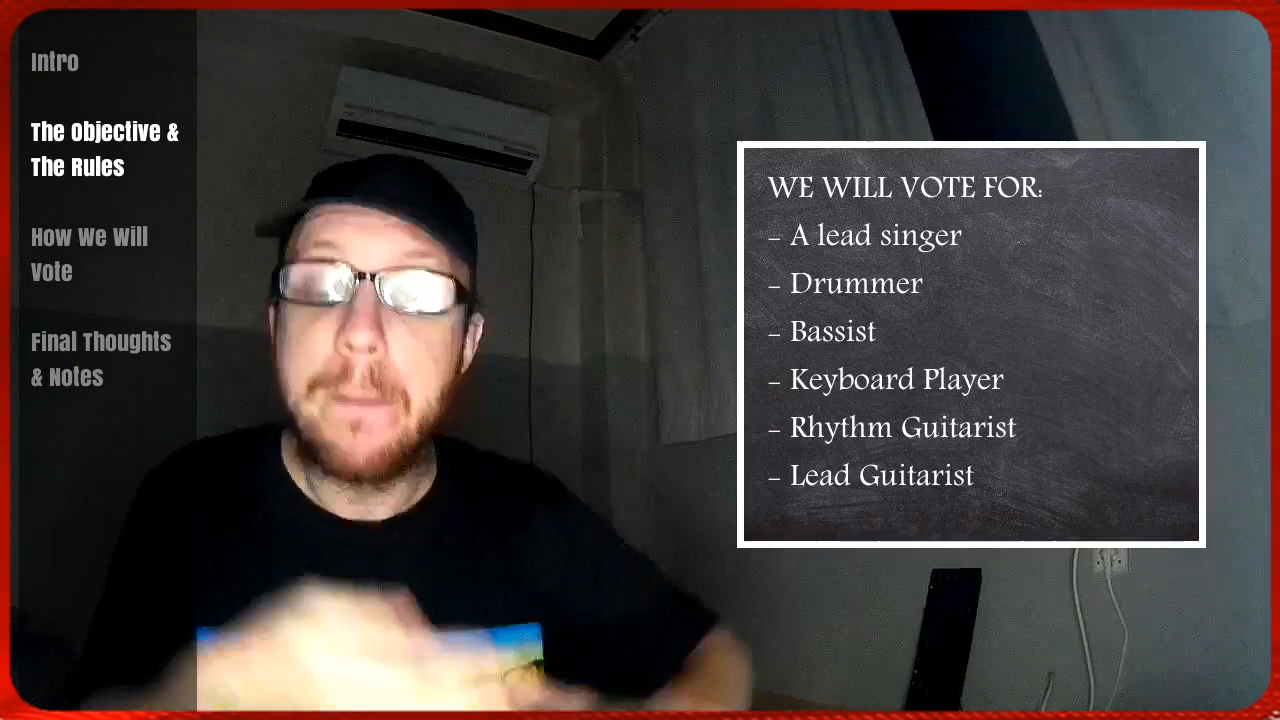 Intro
The Objective &
The Rules
How We Will
Vote
Final Thoughts
& Notes
WE WILL VOTE FOR:
- A lead singer
- Drummer
- Bassist
- Keyboard Player
- Rhythm Guitarist
- Lead Guitarist